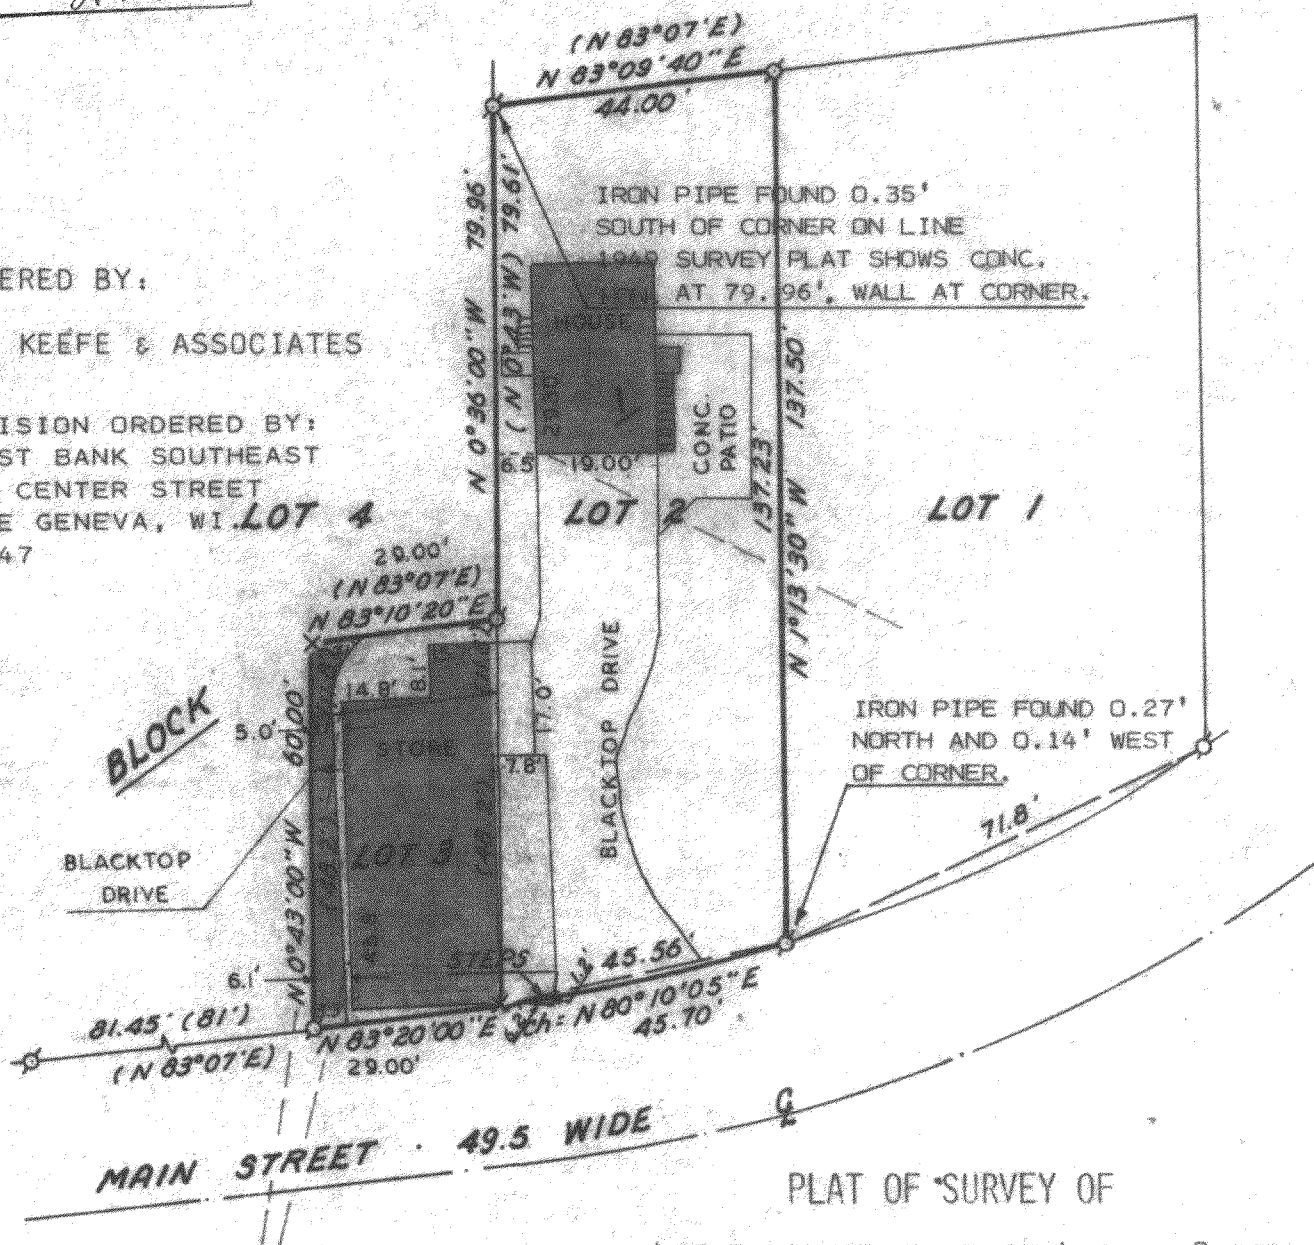 (N 83°07'E)
N 83°09'40"E
44.00'
79.96'
79.61'
IRON PIPE FOUND 0.35'
SOUTH OF CORNER ON LINE
1949 SURVEY PLAT SHOWS CONC.
AT 79.96', WALL AT CORNER.
HOUSE
ERED BY:
KEEFE & ASSOCIATES
ISION ORDERED BY:
ST BANK SOUTHEAST
CENTER STREET
E GENEVA, WI.
47
N 0°36'00"W
(N 0°43'W)
6.5'
19.00'
CONC.
PATIO
137.50'
137.23'
N 1°13'30"W
LOT 4
LOT 2
LOT 1
29.00'
(N 83°07'E)
N 83°10'20"E
14.8'
8.1'
5.0'
60.00'
N 0°43'00"W
STORE
17.0'
7.8'
BLACKTOP DRIVE
BLOCK
BLACKTOP
DRIVE
LOT 3
IRON PIPE FOUND 0.27'
NORTH AND 0.14' WEST
OF CORNER.
71.8'
STEPS
45.56'
6.1'
81.45' (81')
(N 83°07'E)
N 83°20'00"E
29.00'
ch = N 80°10'05"E
45.70'
MAIN STREET 49.5 WIDE
PLAT OF SURVEY OF